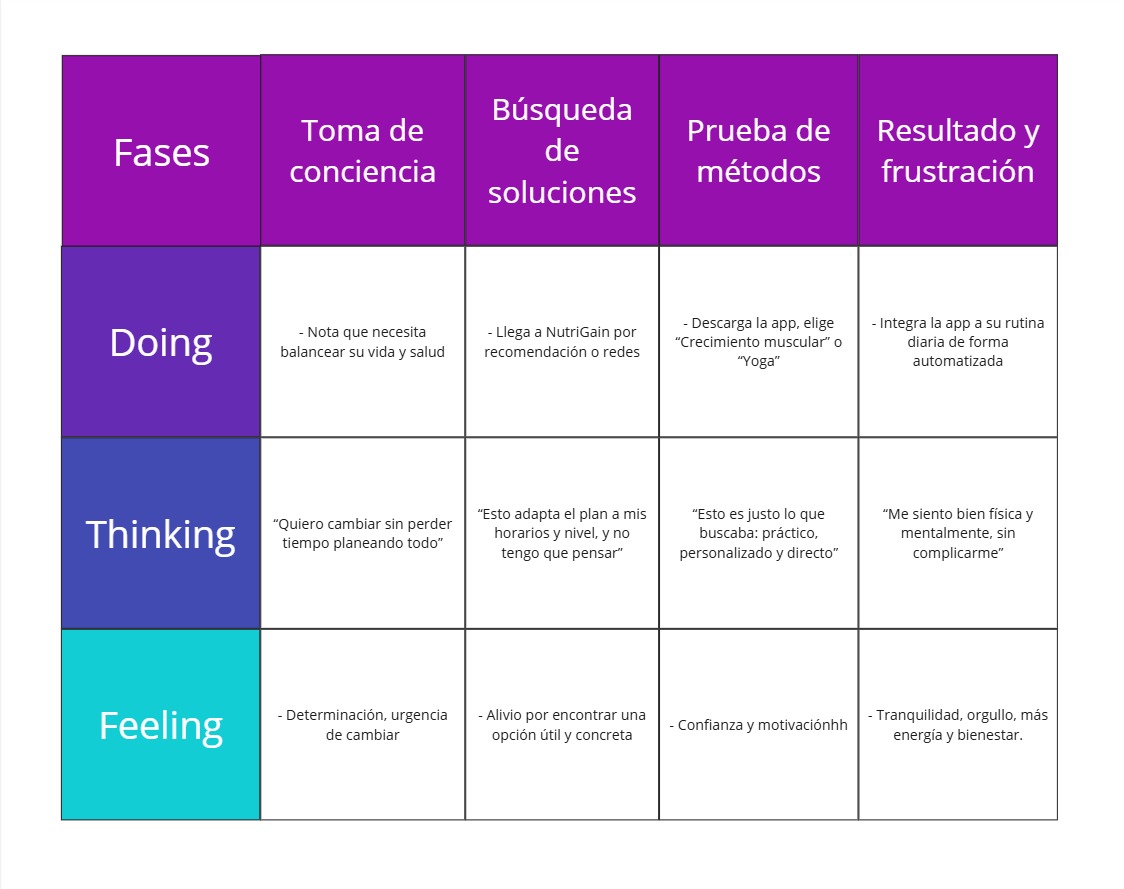 Fases
Toma de
conciencia
Búsqueda
de
soluciones
Prueba de
métodos
Resultado y
frustración
Doing
- Nota que necesita
balancear su vida y salud
- Llega a NutriGain por
recomendación o redes
- Descarga la app, elige
“Crecimiento muscular” o
“Yoga”
- Integra la app a su rutina
diaria de forma
automatizada
Thinking
“Quiero cambiar sin perder
tiempo planeando todo”
“Esto adapta el plan a mis
horarios y nivel, y no
tengo que pensar”
“Esto es justo lo que
buscaba: práctico,
personalizado y directo”
“Me siento bien física y
mentalmente, sin
complicarme”
Feeling
- Determinación, urgencia
de cambiar
- Alivio por encontrar una
opción útil y concreta
- Confianza y motivaciónhh
- Tranquilidad, orgullo, más
energía y bienestar.